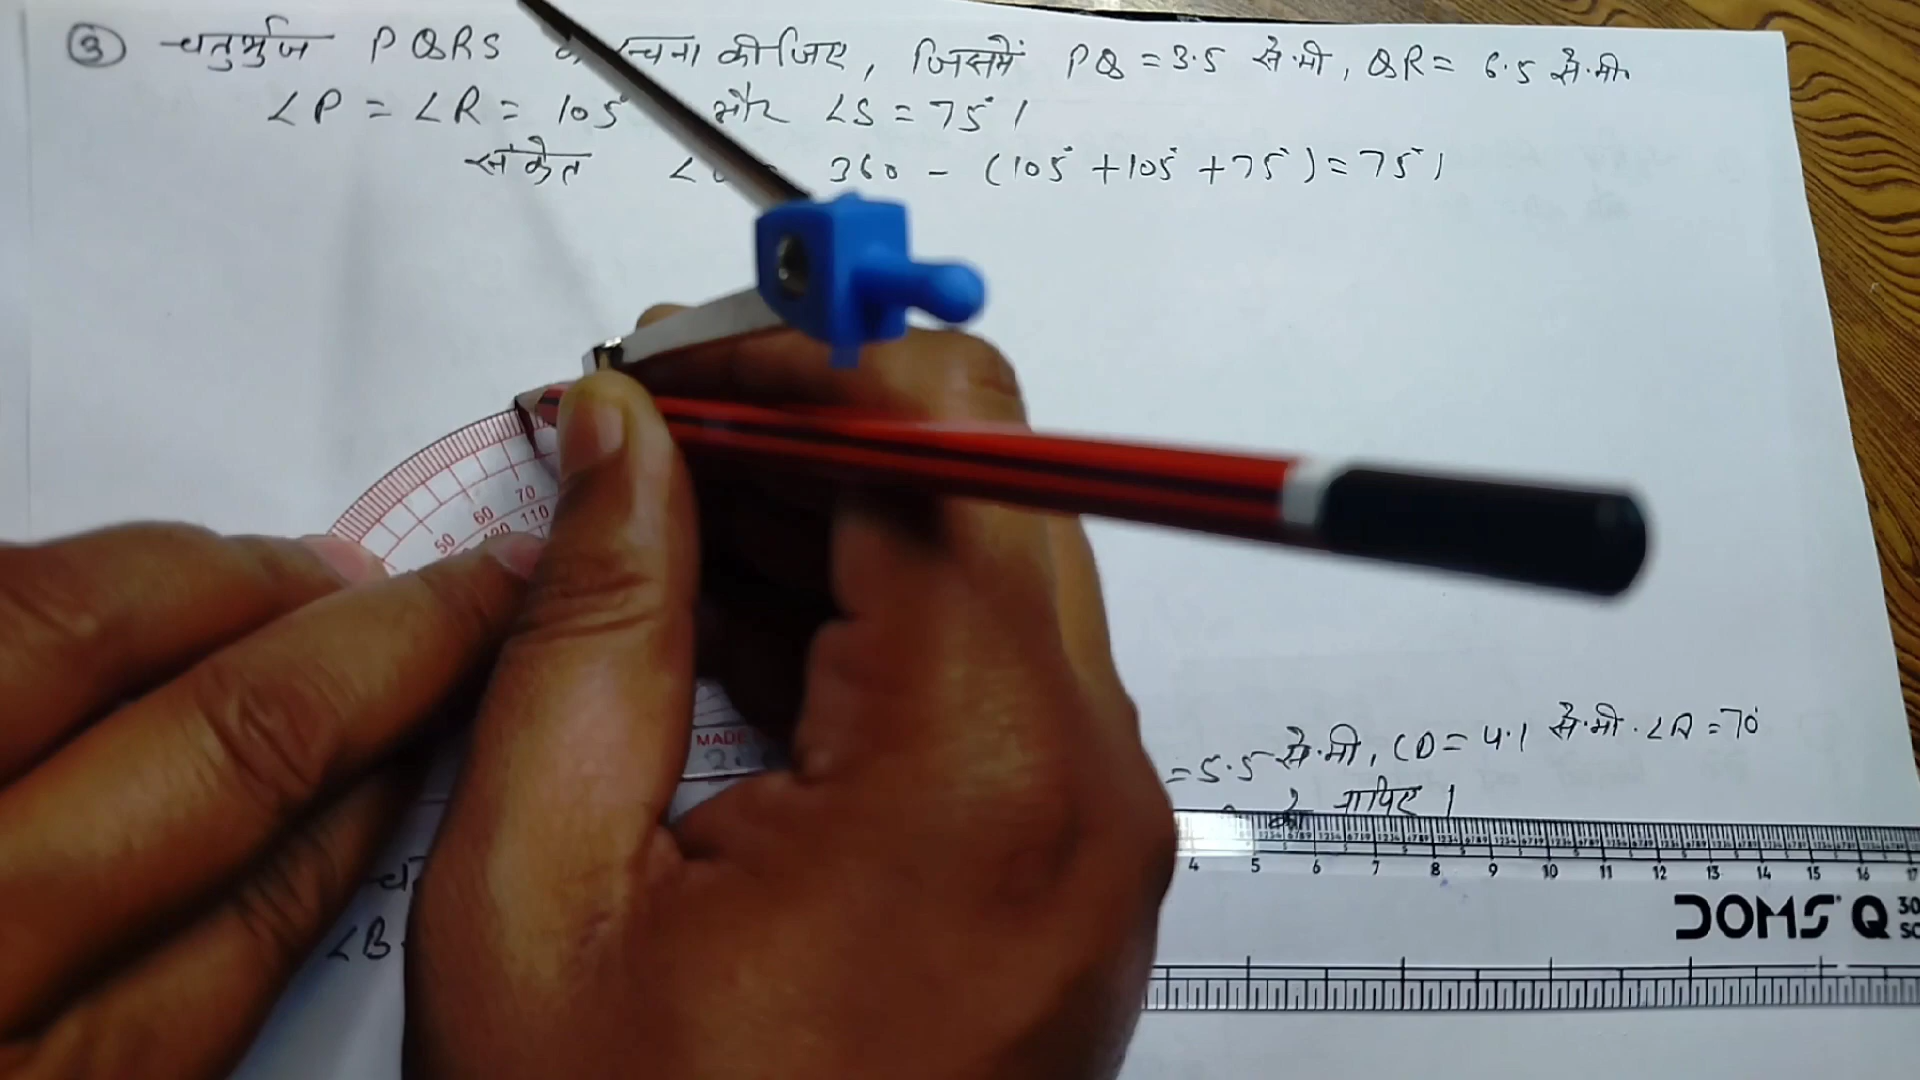 ③ चतुर्भुज PQRS रचना कीजिए, जिसमें PQ = 3.5 से.मी, QR = 6.5 से.मी.
∠P = ∠R = 105° और ∠S = 75°।
संकेत 360 - (105° + 105° + 75°) = 75°।
50 60 70
110
MADE
= 5.5 से.मी, CD = 4.1 से.मी. ∠A = 70°
को मापिए।
4 5 6 7 8 9 10 11 12 13 14 15 16 17
DOMS Q 30
∠B